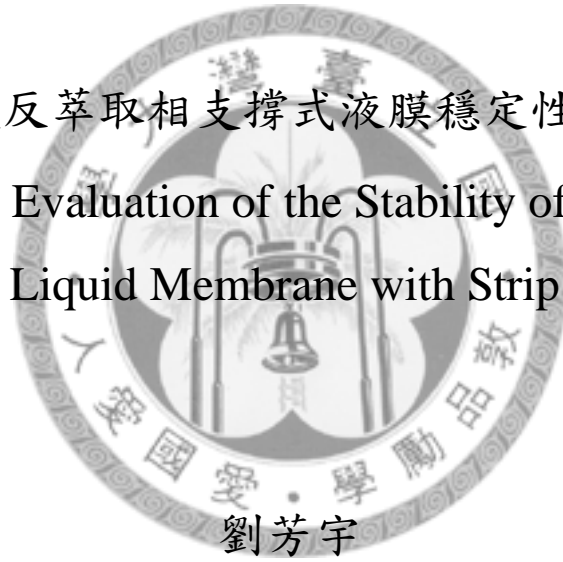 反萃取相支撐式液膜穩定性
Evaluation of the Stability of
Liquid Membrane with Strip
劉芳宇